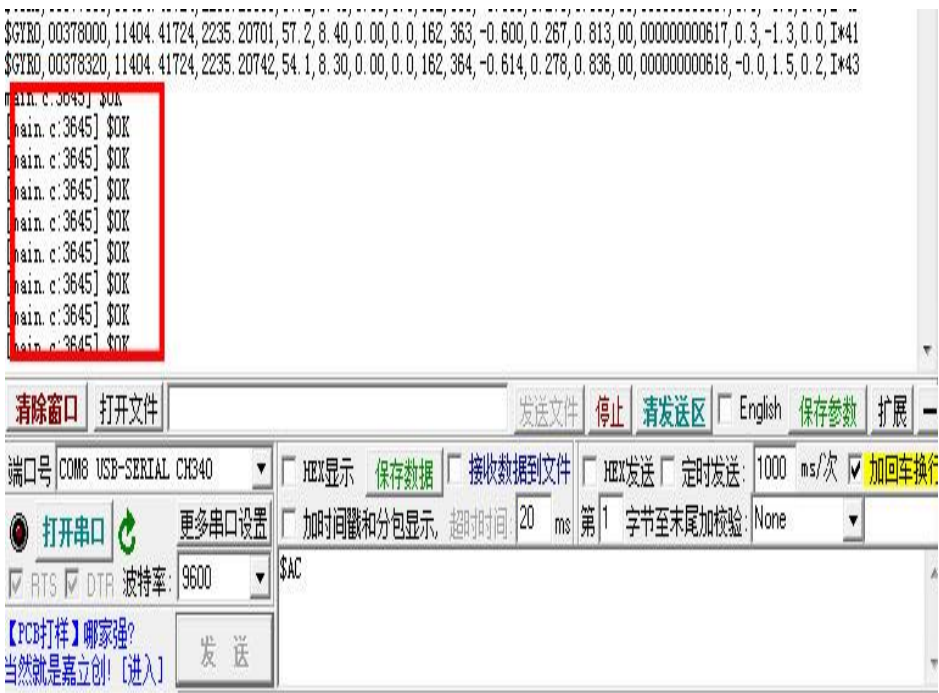 $GYRO,00378000,11404.41724,2235.20701,57.2,8.40,0.00,0.0,162,363,-0.600,0.267,0.813,00,000000000617,0.3,-1.3,0.0,I*41
$GYRO,00378320,11404.41724,2235.20742,54.1,8.30,0.00,0.0,162,364,-0.614,0.278,0.836,00,000000000618,-0.0,1.5,0.2,I*43
main.c:3645] $OK
[main.c:3645] $OK
[main.c:3645] $OK
[main.c:3645] $OK
[main.c:3645] $OK
[main.c:3645] $OK
[main.c:3645] $OK
[main.c:3645] $OK
[main.c:3645] $OK
清除窗口 打开文件 发送文件 停止 清发送区 English 保存参数 扩展 —
端口号 COM8 USB-SERIAL CH340 HEX显示 保存数据 接收数据到文件 HEX发送 定时发送: 1000 ms/次 加回车换行
打开串口 更多串口设置 加时间戳和分包显示, 超时时间: 20 ms 第 1 字节至末尾加校验: None
RTS DTR 波特率: 9600 $AC
【PCB打样】哪家强? 发 送
当然就是嘉立创! [进入]